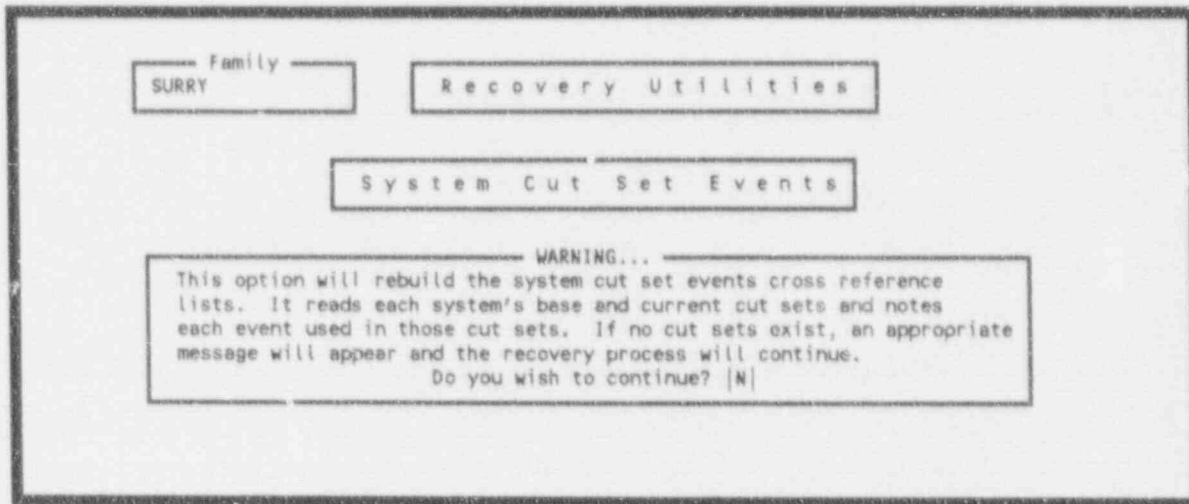 Family
SURRY
Recovery Utilities
System Cut Set Events
WARNING...
This option will rebuild the system cut set events cross reference
lists. It reads each system's base and current cut sets and notes
each event used in those cut sets. If no cut sets exist, an appropriate
message will appear and the recovery process will continue.
Do you wish to continue? |N|